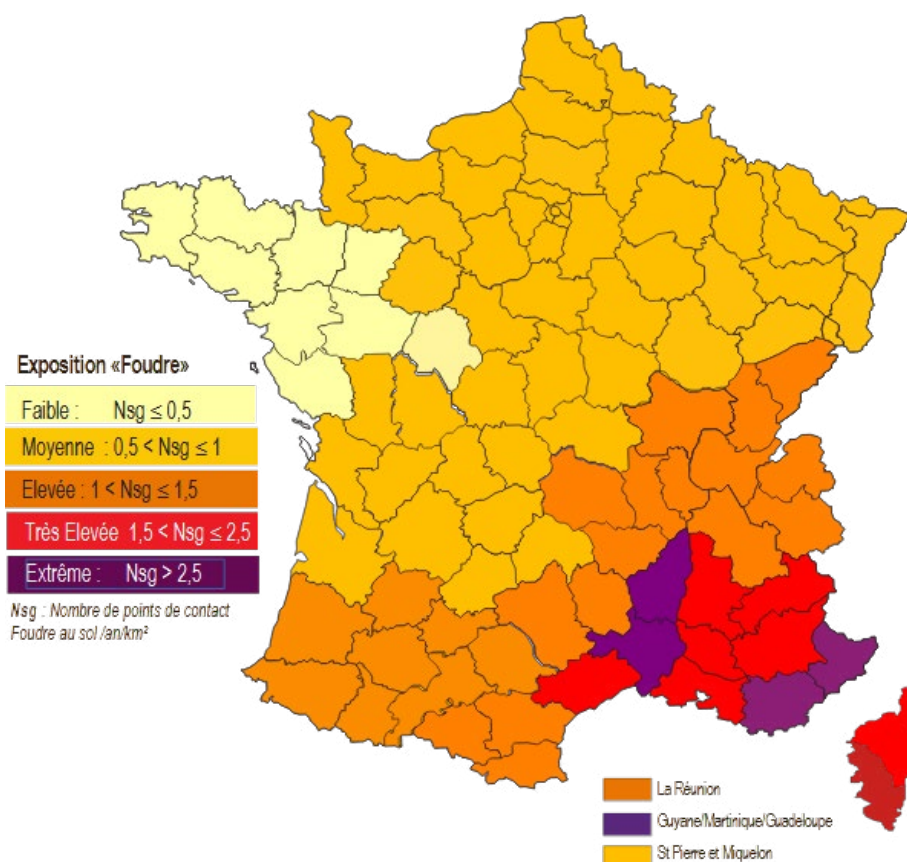 Exposition «Foudre»
Faible : Nsg ≤ 0,5
Moyenne : 0,5 < Nsg ≤ 1
Elevée : 1 < Nsg ≤ 1,5
Très Elevée 1,5 < Nsg ≤ 2,5
Extrême : Nsg > 2,5
Nsg : Nombre de points de contact
Foudre au sol /an/km²
La Réunion
Guyane/Martinique/Guadeloupe
St Pierre et Miquelon